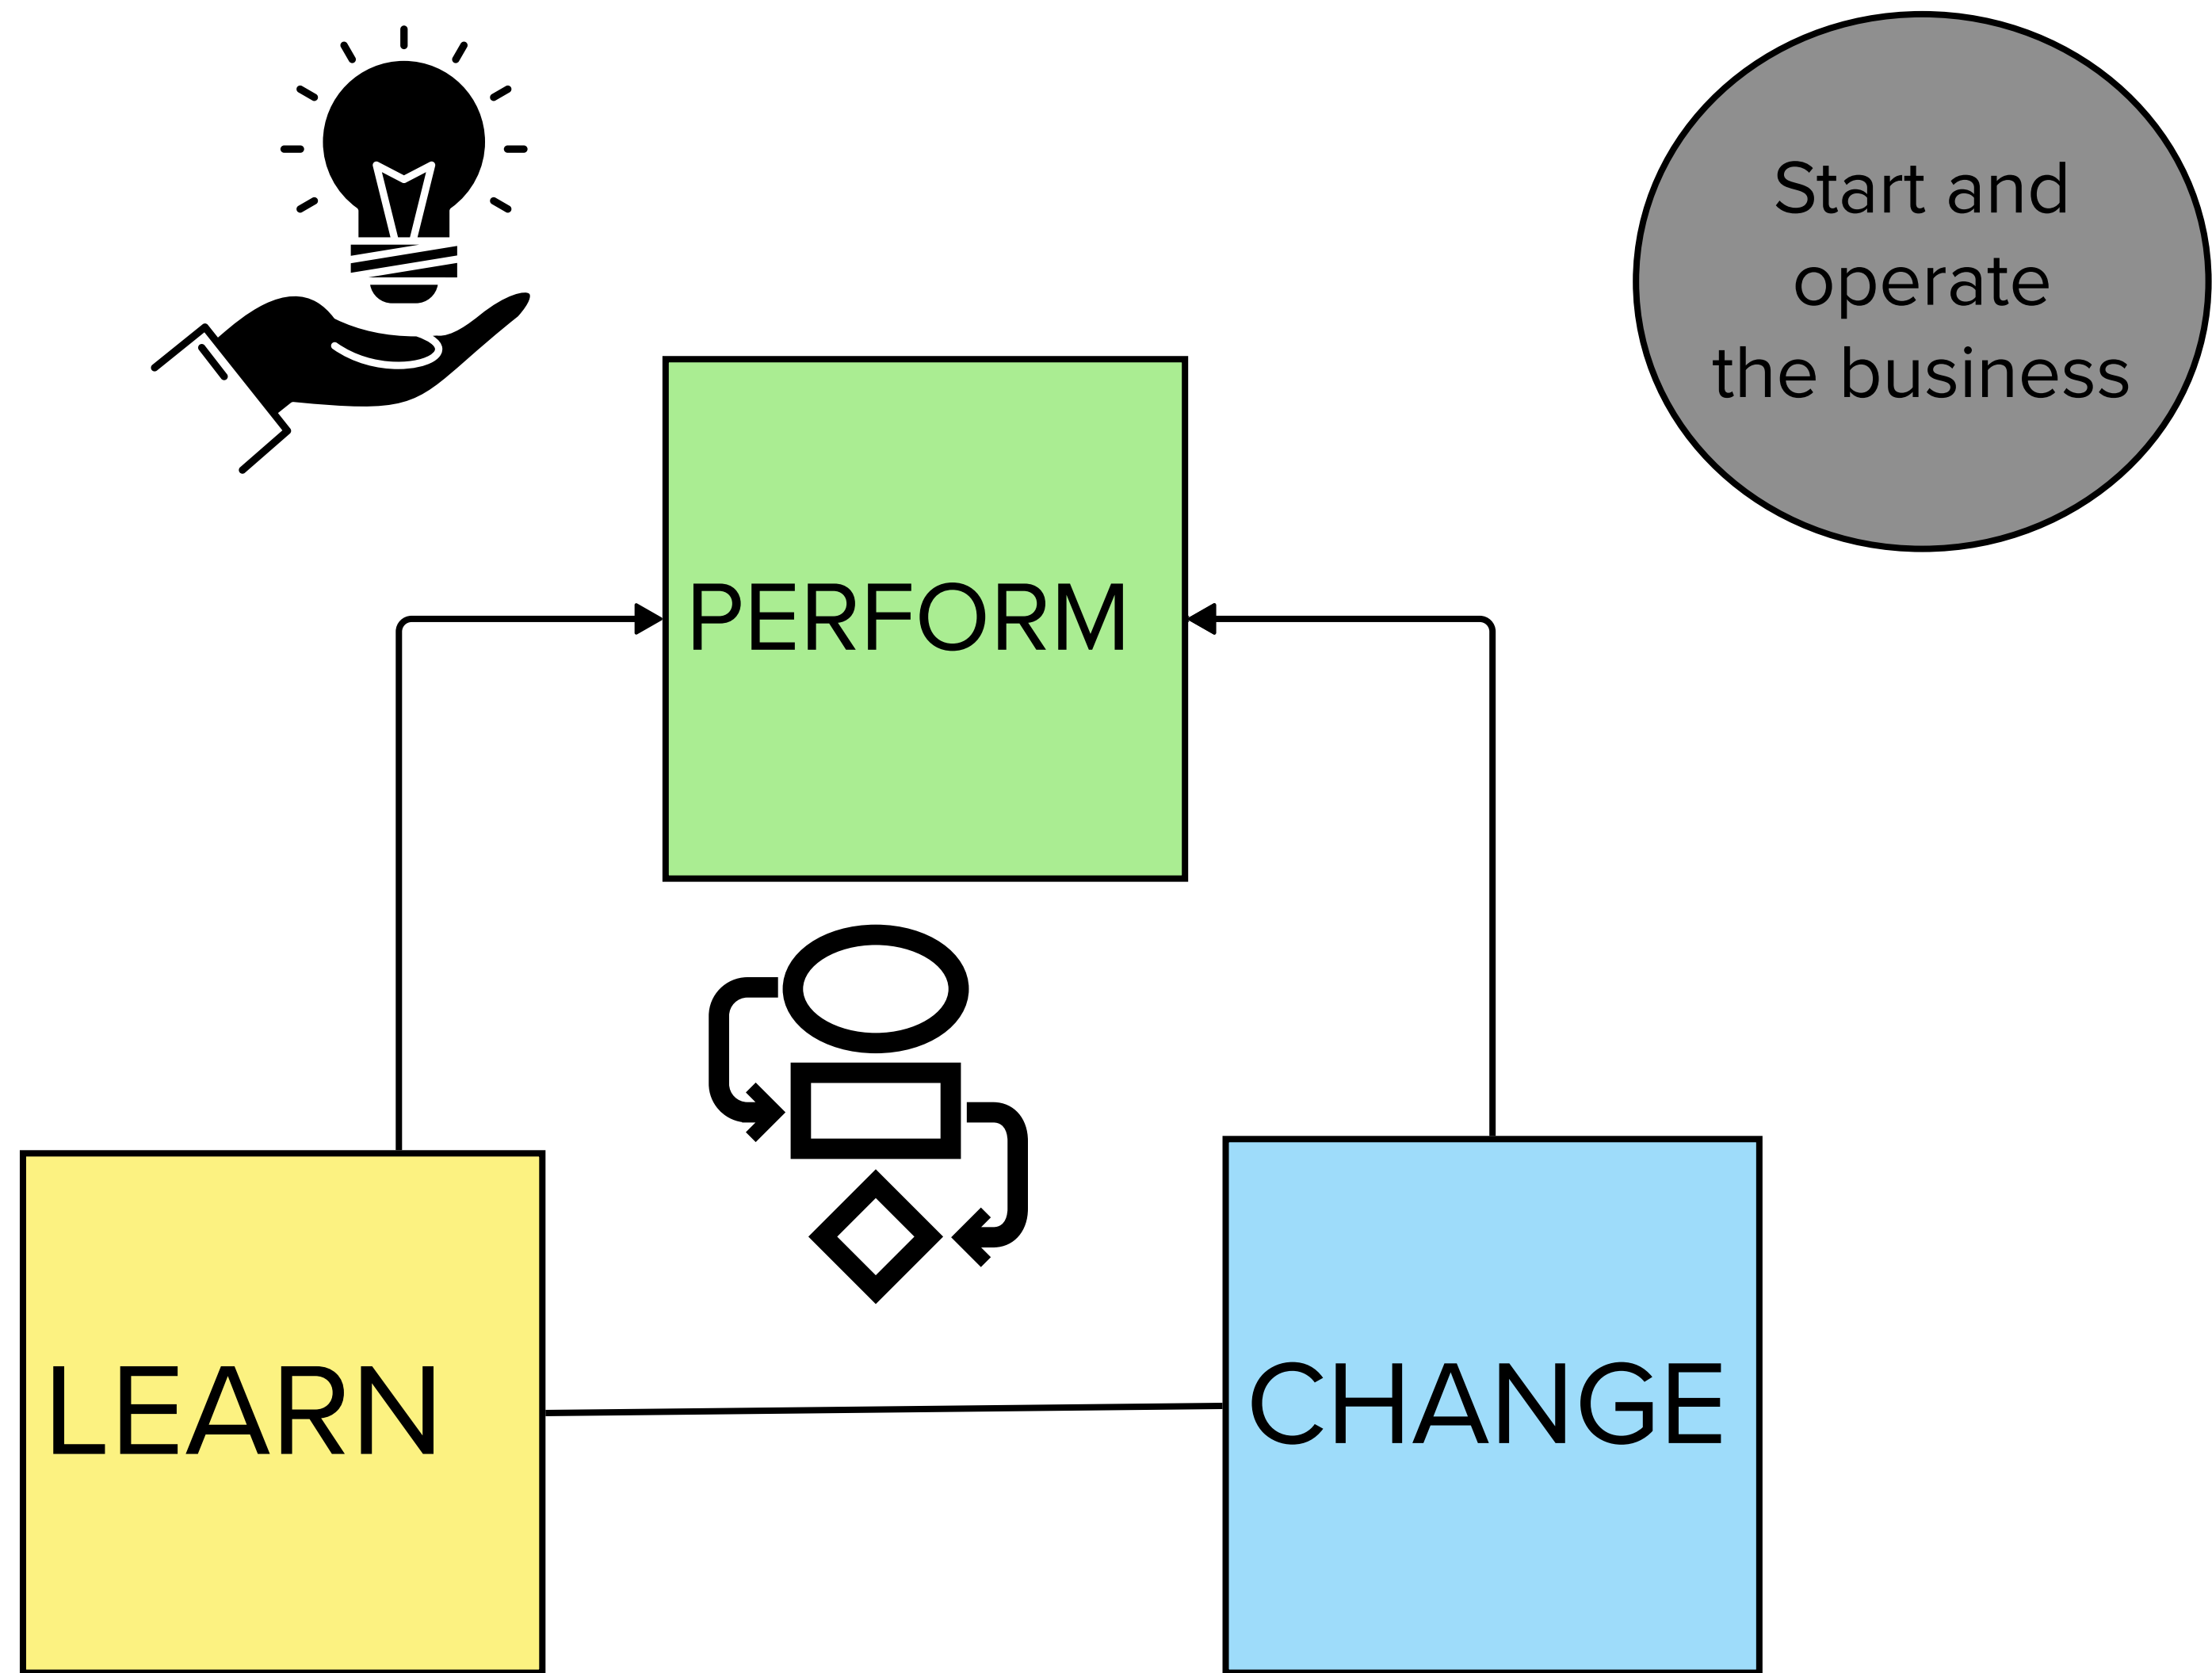 Start and
operate
the business
PERFORM
LEARN
CHANGE